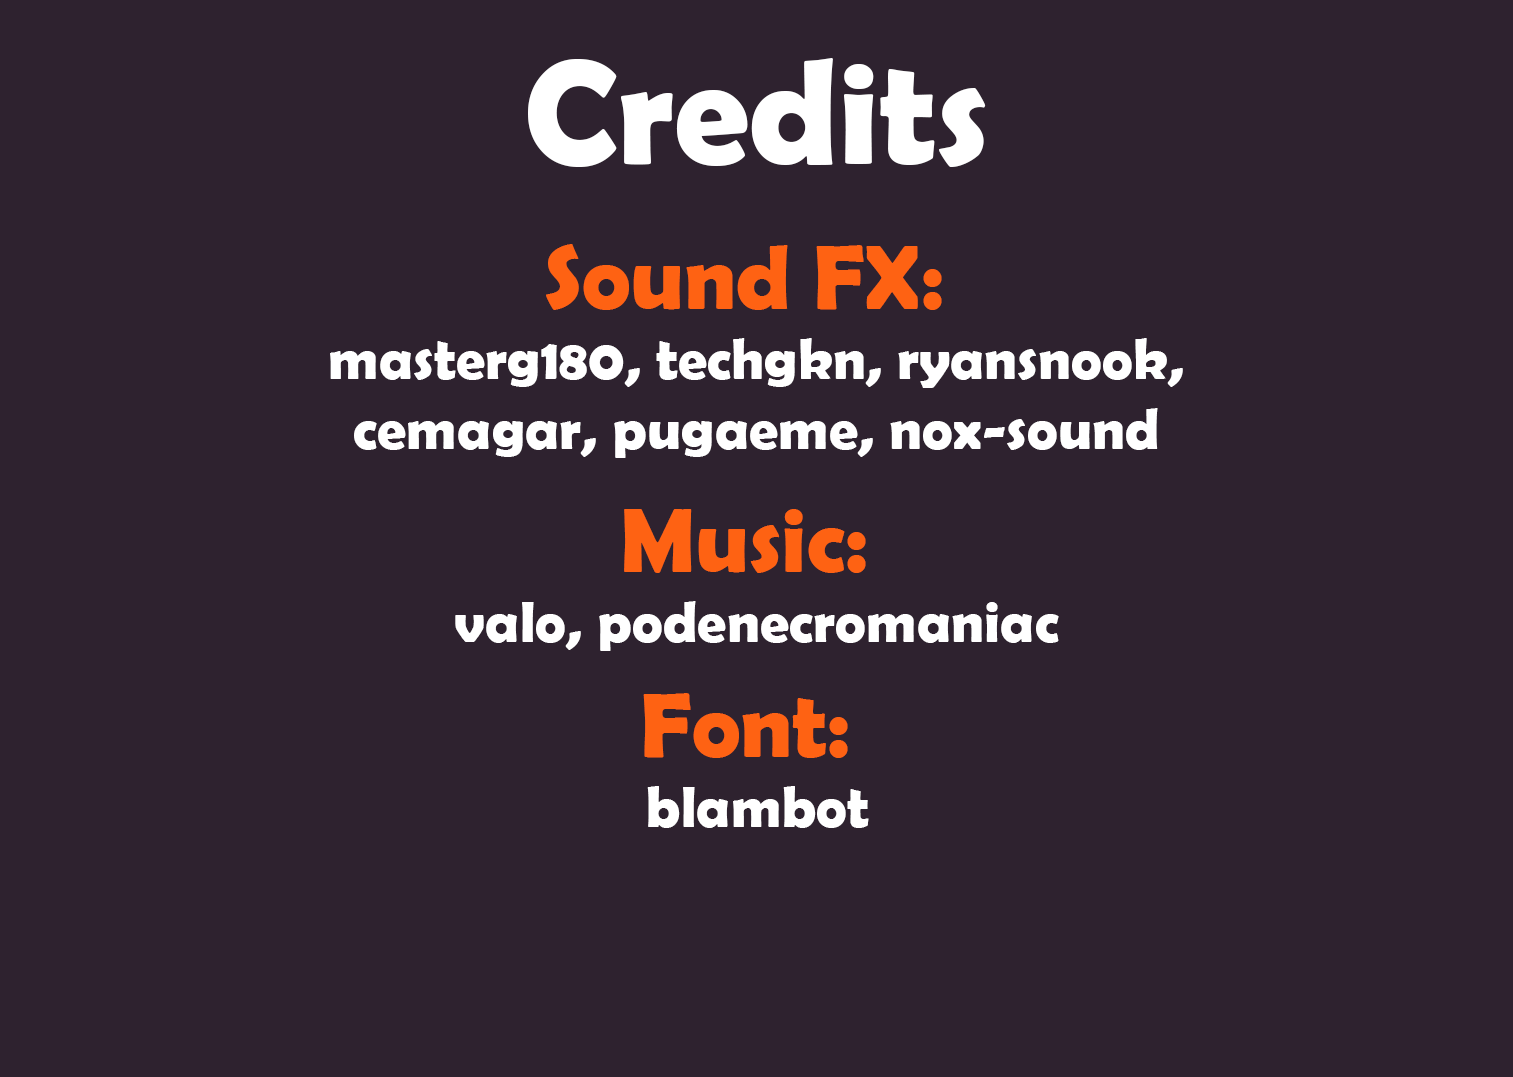 Credits
Sound FX:
masterg180, techgkn, ryansnook,
cemagar, pugaeme, nox-sound
Music:
valo, podenecromaniac
Font:
blambot